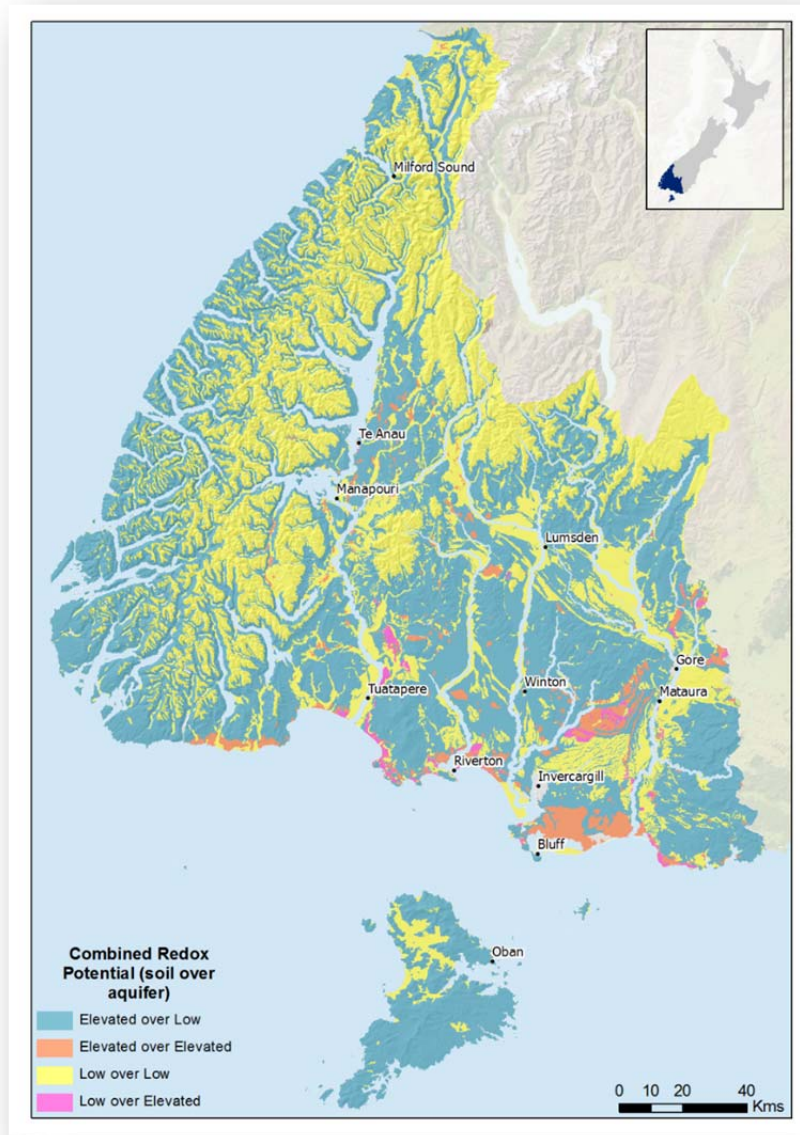 Milford Sound
Te Anau
Manapouri
Lumsden
Gore
Tuatapere
Winton
Mataura
Riverton
Invercargill
Bluff
Oban
Combined Redox
Potential (soil over
aquifer)
Elevated over Low
Elevated over Elevated
Low over Low
Low over Elevated
0 10 20 40
Kms